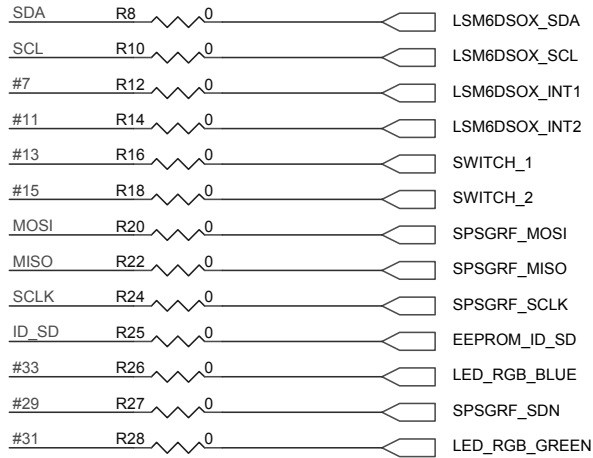 SDA R8 0 LSM6DSOX_SDA
SCL R10 0 LSM6DSOX_SCL
#7 R12 0 LSM6DSOX_INT1
#11 R14 0 LSM6DSOX_INT2
#13 R16 0 SWITCH_1
#15 R18 0 SWITCH_2
MOSI R20 0 SPSGRF_MOSI
MISO R22 0 SPSGRF_MISO
SCLK R24 0 SPSGRF_SCLK
ID_SD R25 0 EEPROM_ID_SD
#33 R26 0 LED_RGB_BLUE
#29 R27 0 SPSGRF_SDN
#31 R28 0 LED_RGB_GREEN